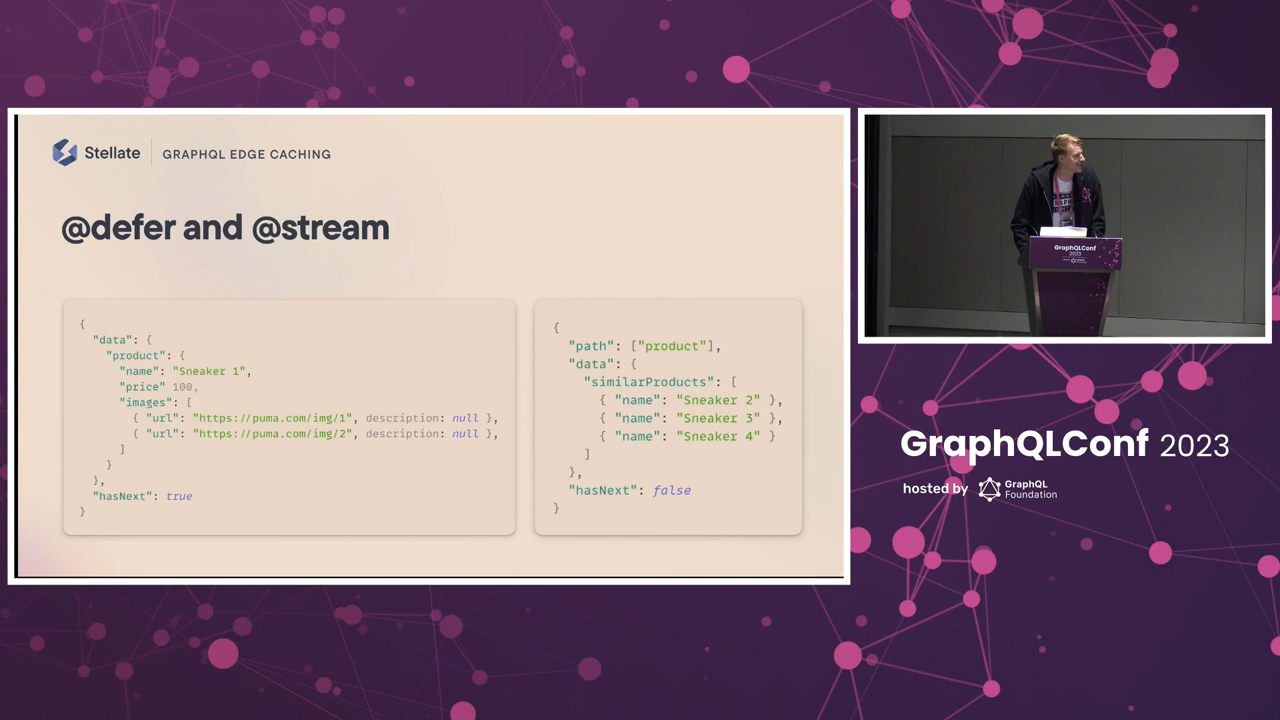 Stellate
GRAPHQL EDGE CACHING
@defer and @stream
{
"data": {
"product": {
"name": "Sneaker 1",
"price" 100,
"images": [
{ "url": "https://puma.com/img/1", description: null },
{ "url": "https://puma.com/img/2", description: null },
]
}
},
"hasNext": true
}
{
"path": ["product"],
"data": {
"similarProducts": [
{ "name": "Sneaker 2" },
{ "name": "Sneaker 3" },
{ "name": "Sneaker 4" }
]
},
"hasNext": false
}
GraphQLConf
2023
GraphQLConf 2023
hosted by
GraphQL
Foundation